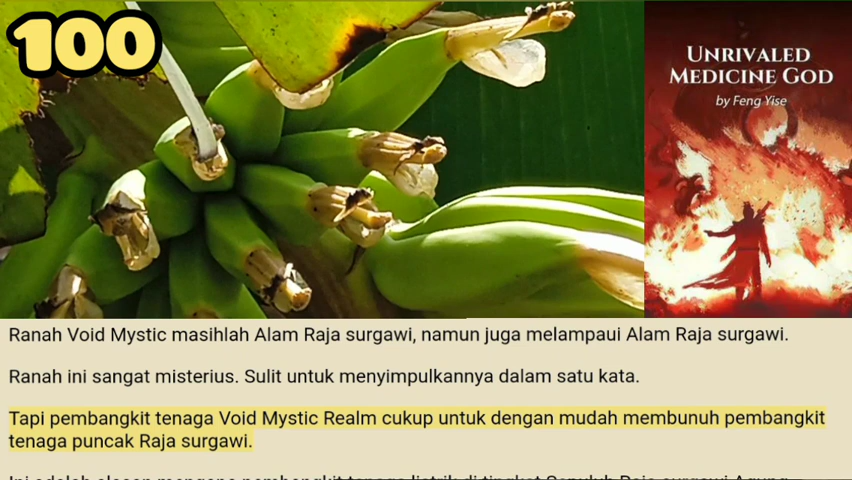 100
UNRIVALED
MEDICINE GOD
by Feng Yise
Ranah Void Mystic masihlah Alam Raja surgawi, namun juga melampaui Alam Raja surgawi.
Ranah ini sangat misterius. Sulit untuk menyimpulkannya dalam satu kata.
Tapi pembangkit tenaga Void Mystic Realm cukup untuk dengan mudah membunuh pembangkit
tenaga puncak Raja surgawi.